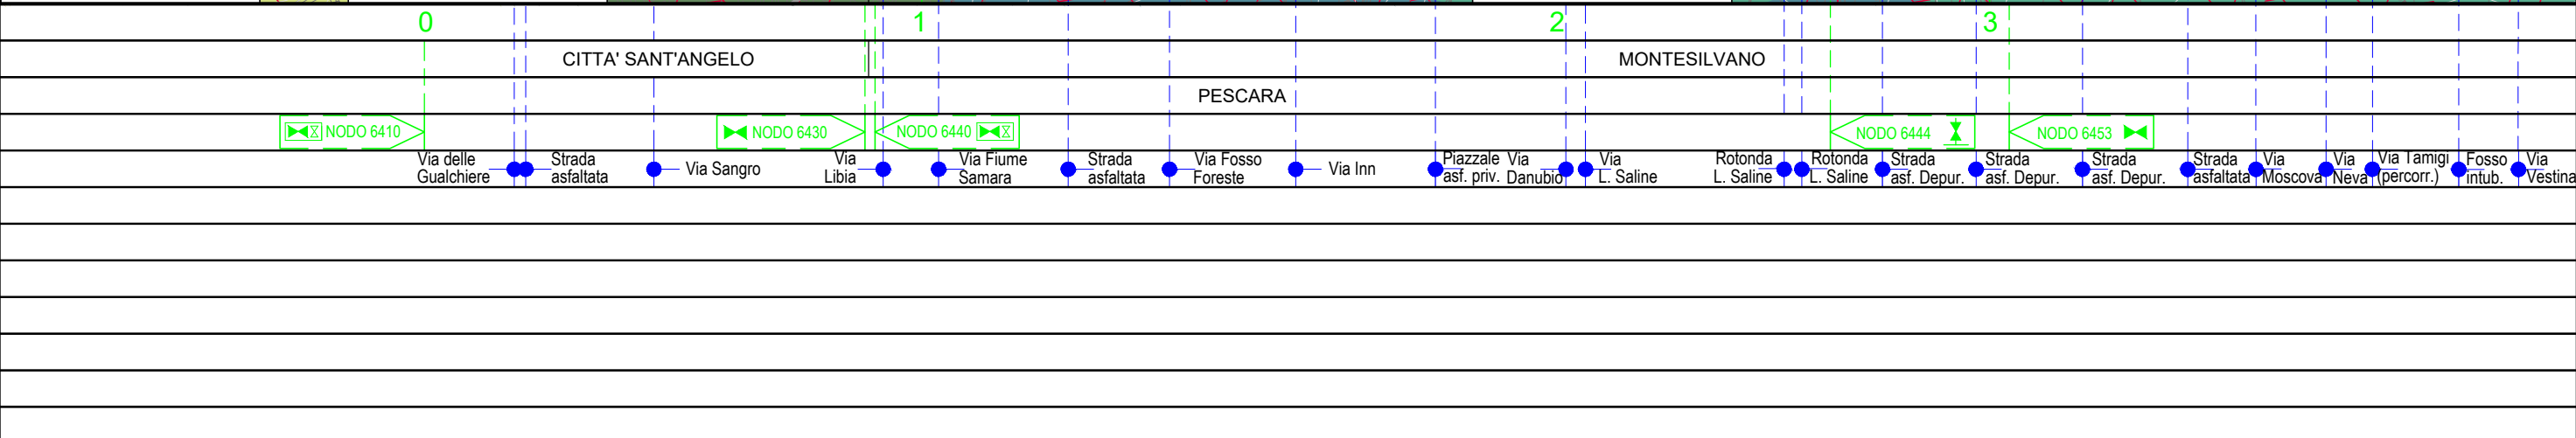 0 1 2 3
CITTA' SANT'ANGELO MONTESILVANO
PESCARA
NODO 6410 NODO 6430 NODO 6440 NODO 6444 NODO 6453
Via delle
Gualchiere
Strada
asfaltata
Via Sangro
Via
Libia
Via Fiume
Samara
Strada
asfaltata
Via Fosso
Foreste
Via Inn
Piazzale
asf. priv.
Via
Danubio
Via
L. Saline
Rotonda
L. Saline
Rotonda
L. Saline
Strada
asf. Depur.
Strada
asf. Depur.
Strada
asf. Depur.
Strada
asfaltata
Via
Moscova
Via
Neva
Via Tamigi
(percorr.)
Fosso
intub.
Via
Vestina